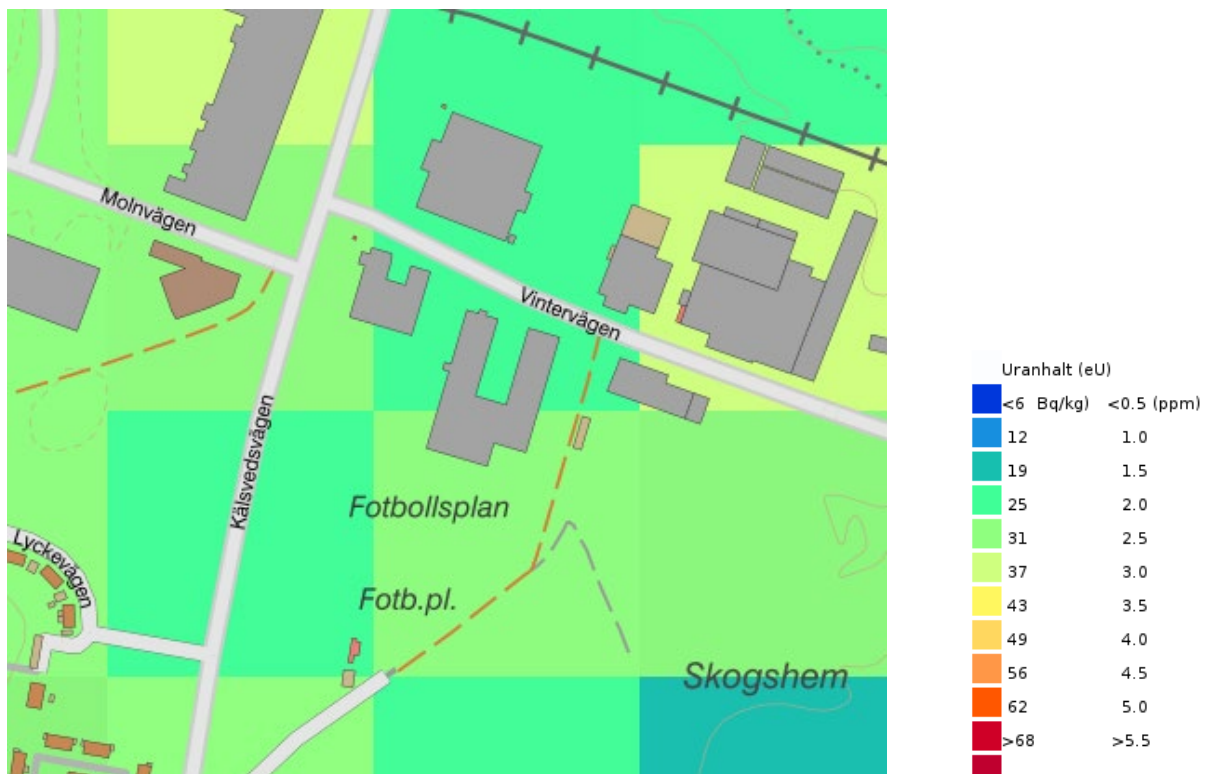 Molnvägen
Vintervägen
Kälsvedsvägen
Fotbollsplan
Lyckevägen
Fotb.pl.
Skogshem
Uranhalt (eU)
<6 Bq/kg) <0.5 (ppm)
12 1.0
19 1.5
25 2.0
31 2.5
37 3.0
43 3.5
49 4.0
56 4.5
62 5.0
>68 >5.5